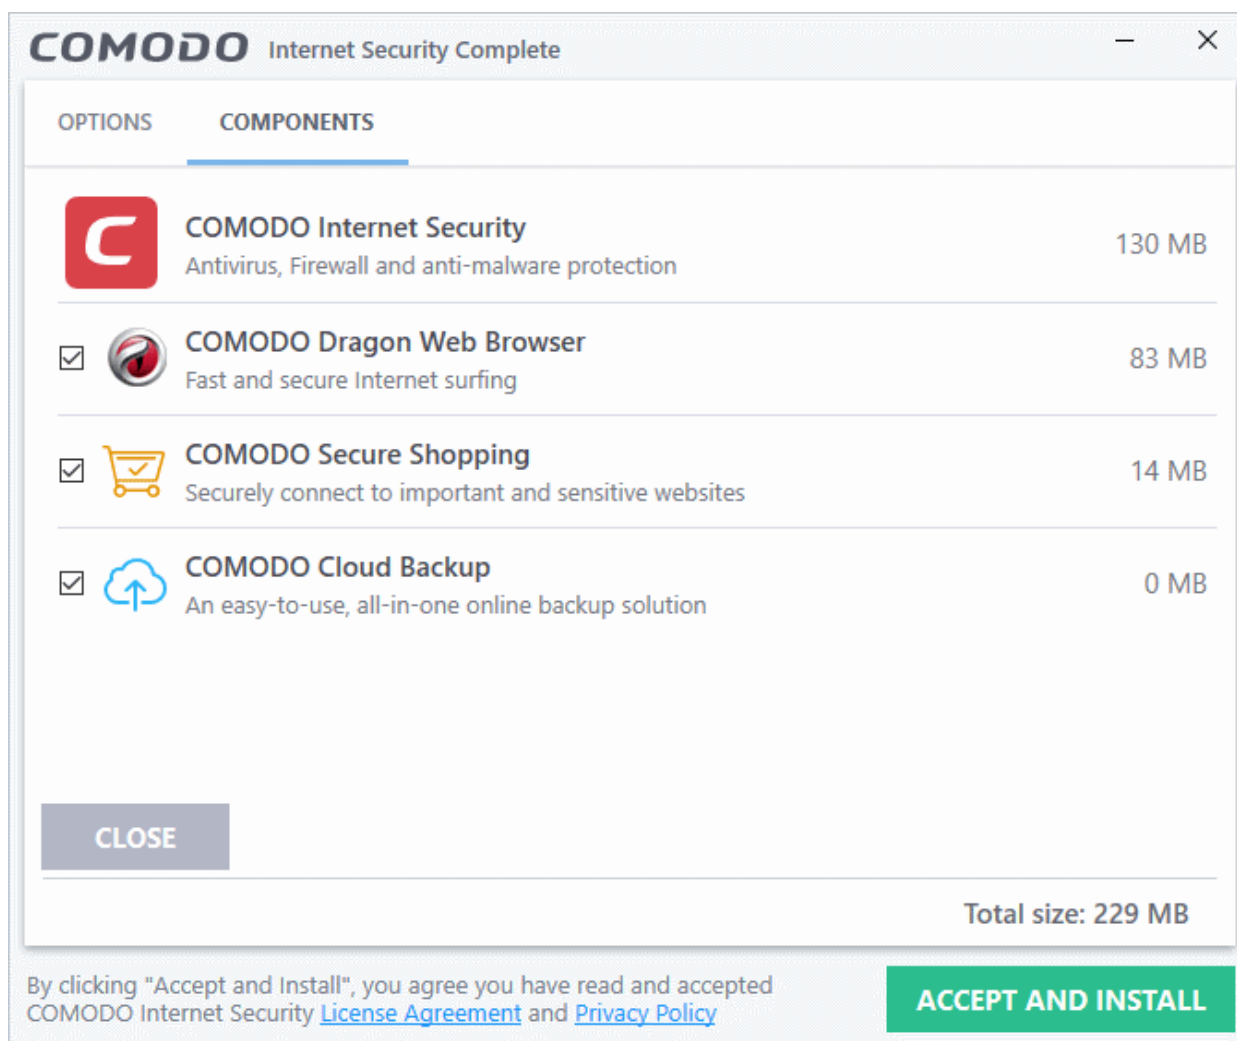 COMODO Internet Security Complete
OPTIONS COMPONENTS
COMODO Internet Security
Antivirus, Firewall and anti-malware protection
130 MB
COMODO Dragon Web Browser
Fast and secure Internet surfing
83 MB
COMODO Secure Shopping
Securely connect to important and sensitive websites
14 MB
COMODO Cloud Backup
An easy-to-use, all-in-one online backup solution
0 MB
CLOSE
Total size: 229 MB
By clicking "Accept and Install", you agree you have read and accepted
COMODO Internet Security License Agreement and Privacy Policy
ACCEPT AND INSTALL